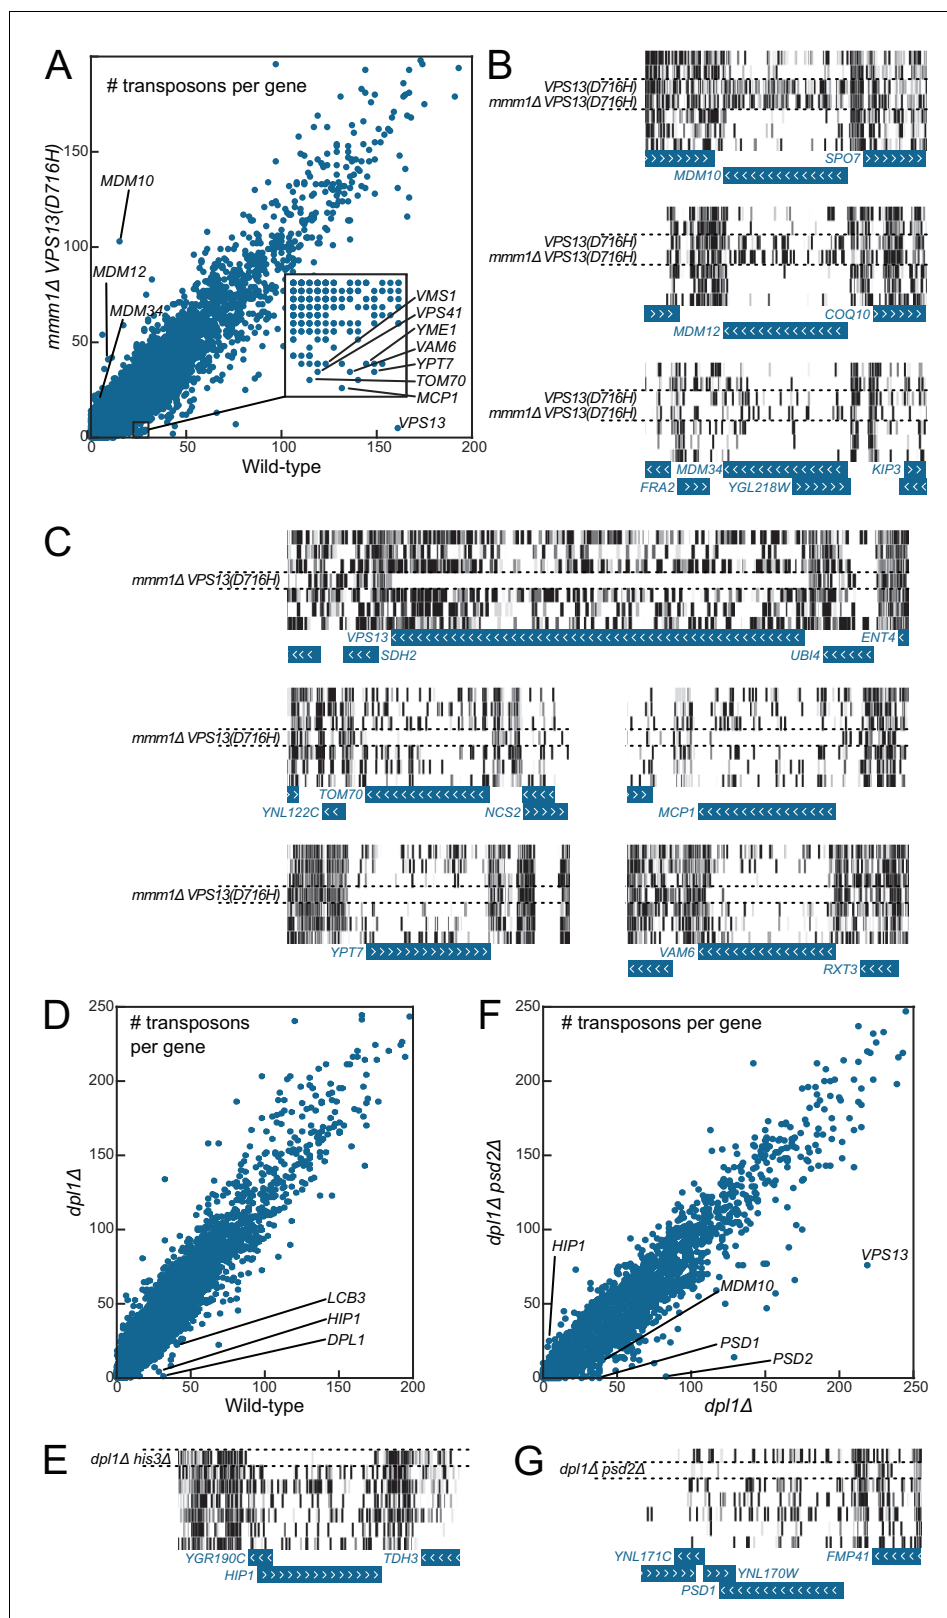 A
# transposons per gene
mmm1Δ VPS13(D716H)
150
100
50
0
0
50
100
150
200
Wild-type
MDM10
MDM12
MDM34
VMS1
VPS41
YME1
VAM6
YPT7
TOM70
MCP1
VPS13
B
VPS13(D716H)
mmm1Δ VPS13(D716H)
SPO7
MDM10
VPS13(D716H)
mmm1Δ VPS13(D716H)
COQ10
MDM12
VPS13(D716H)
mmm1Δ VPS13(D716H)
MDM34
KIP3
FRA2
YGL218W
C
mmm1Δ VPS13(D716H)
VPS13
ENT4
SDH2
UBI4
mmm1Δ VPS13(D716H)
TOM70
YNL122C
NCS2
MCP1
mmm1Δ VPS13(D716H)
YPT7
VAM6
RXT3
D
# transposons
per gene
dpl1Δ
250
200
150
100
50
0
0
50
100
150
200
Wild-type
LCB3
HIP1
DPL1
F
# transposons per gene
dpl1Δ psd2Δ
250
200
150
100
50
0
0
50
100
150
200
250
dpl1Δ
HIP1
VPS13
MDM10
PSD1
PSD2
E
dpl1Δ his3Δ
YGR190C
TDH3
HIP1
G
dpl1Δ psd2Δ
YNL171C
FMP41
YNL170W
PSD1